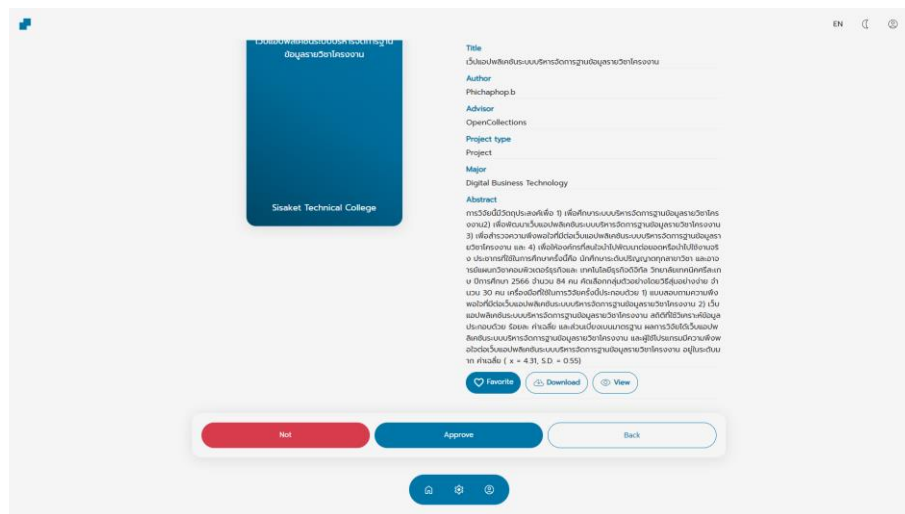 EN
เว็บแอปพลิเคชันระบบบริหารจัดการฐาน
ข้อมูลรายวิชาโครงงาน
Sisaket Technical College
Title
เว็ปแอปพลิเคชันระบบบริหารจัดการฐานข้อมูลรายวิชาโครงงาน
Author
Phichaphop.b
Advisor
OpenCollections
Project type
Project
Major
Digital Business Technology
Abstract
การวิจัยนี้มีวัตถุประสงค์เพื่อ 1) เพื่อศึกษาระบบบริหารจัดการฐานข้อมูลรายวิชาโคร
งงาน2) เพื่อพัฒนาเว็บแอปพลิเคชันระบบบริหารจัดการฐานข้อมูลรายวิชาโครงงาน
3) เพื่อสำรวจความพึงพอใจที่มีต่อเว็บแอปพลิเคชันระบบบริหารจัดการฐานข้อมูลรา
ยวิชาโครงงาน และ 4) เพื่อให้องค์กรที่สนใจนำไปพัฒนาต่อยอดหรือนำไปใช้งานจริ
ง ประชากรที่ใช้ในการศึกษาครั้งนี้คือ นักศึกษาระดับปริญญาตรีทุกสาขาวิชา และอาจ
ารย์แผนกวิชาคอมพิวเตอร์ธุรกิจและ เทคโนโลยีธุรกิจดิจิทัล วิทยาลัยเทคนิคศรีสะเก
ษ ปีการศึกษา 2566 จำนวน 84 คน คัดเลือกกลุ่มตัวอย่างโดยวิธีสุ่มอย่างง่าย จำ
นวน 30 คน เครื่องมือที่ใช้ในการวิจัยครั้งนี้ประกอบด้วย 1) แบบสอบถามความพึง
พอใจที่มีต่อเว็บแอปพลิเคชันระบบบริหารจัดการฐานข้อมูลรายวิชาโครงงาน 2) เว็บ
แอปพลิเคชันระบบบริหารจัดการฐานข้อมูลรายวิชาโครงงาน สถิติที่ใช้วิเคราะห์ข้อมูล
ประกอบด้วย ร้อยละ ค่าเฉลี่ย และส่วนเบี่ยงเบนมาตรฐาน ผลการวิจัยได้เว็บแอปพ
ลิเคชันระบบบริหารจัดการฐานข้อมูลรายวิชาโครงงาน และผู้ใช้โปรแกรมมีความพึงพ
อใจต่อเว็บแอปพลิเคชันระบบบริหารจัดการฐานข้อมูลรายวิชาโครงงาน อยู่ในระดับม
าก ค่าเฉลี่ย ( x = 4.31, S.D. = 0.55)
Favorite
Download
View
Not
Approve
Back